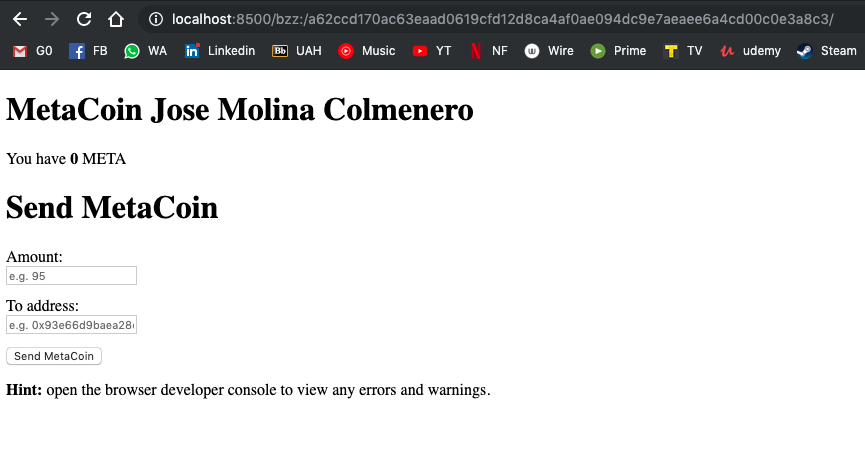 localhost:8500/bzz:/a62ccd170ac63eaad0619cfd12d8ca4af0ae094dc9e7aeaee6a4cd00c0e3a8c3/
G0 FB WA Linkedin Bb UAH Music YT NF Wire Prime TV udemy Steam
MetaCoin Jose Molina Colmenero
You have 0 META
Send MetaCoin
Amount:
e.g. 95
To address:
e.g. 0x93e66d9baea28
Send MetaCoin
Hint: open the browser developer console to view any errors and warnings.